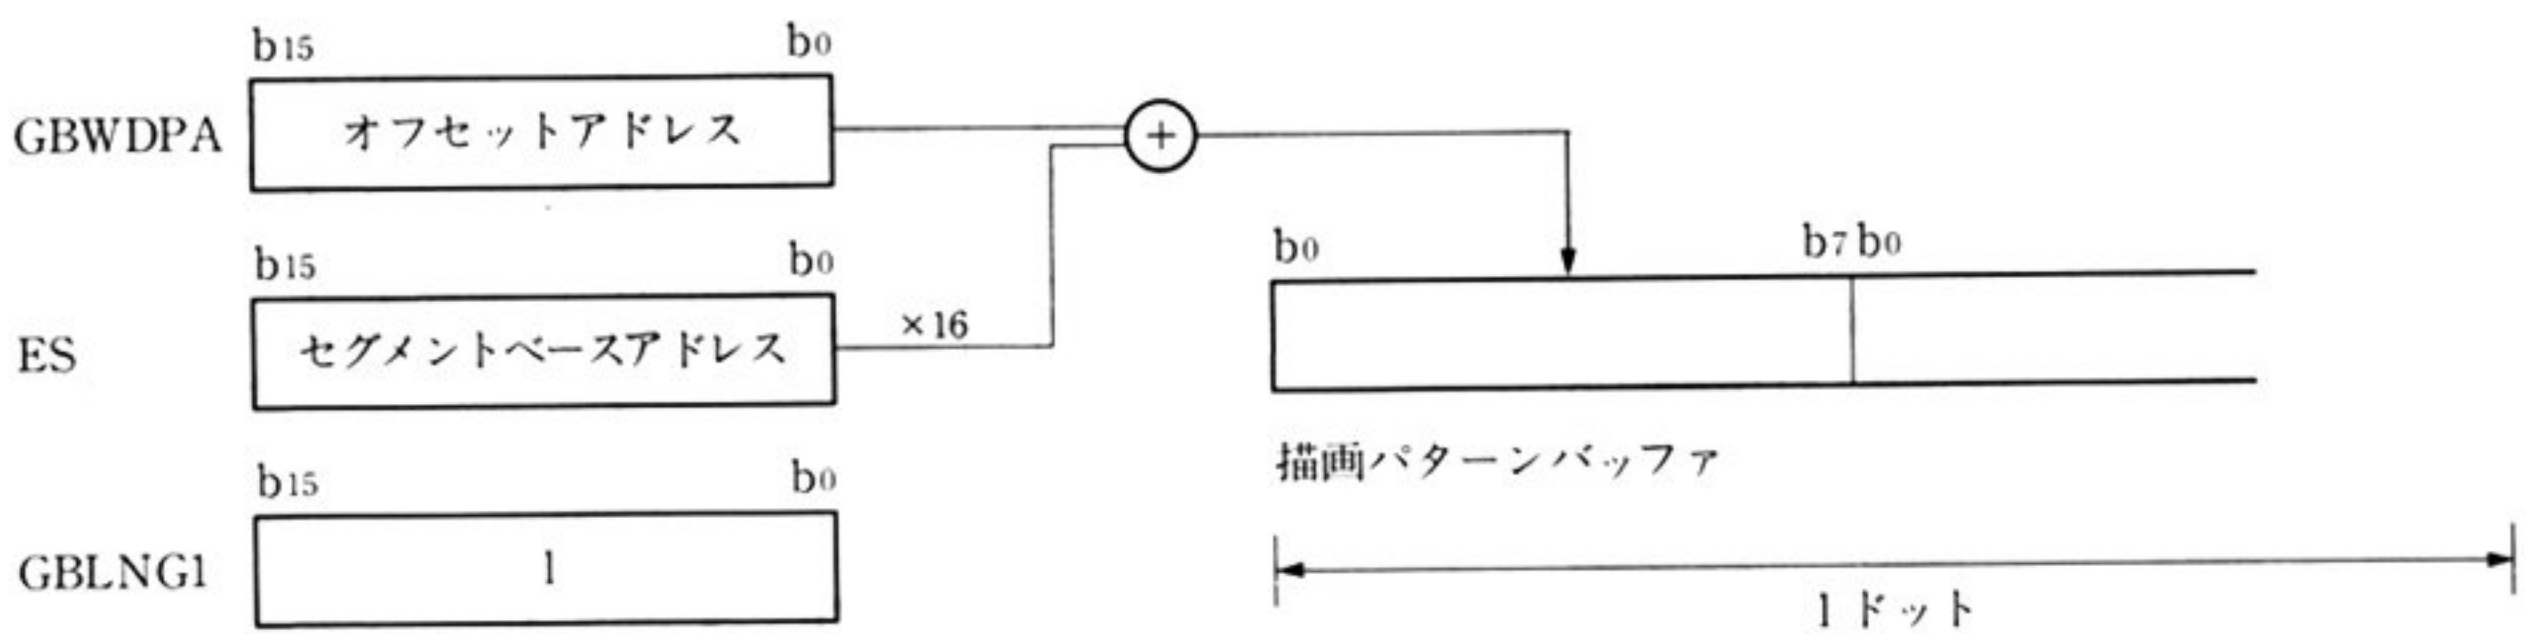 b15 b0
GBWDPA オフセットアドレス +
b15 b0 b0 b7 b0
ES セグメントベースアドレス ×16
描画パターンバッファ
b15 b0
GBLNG1 l
lドット